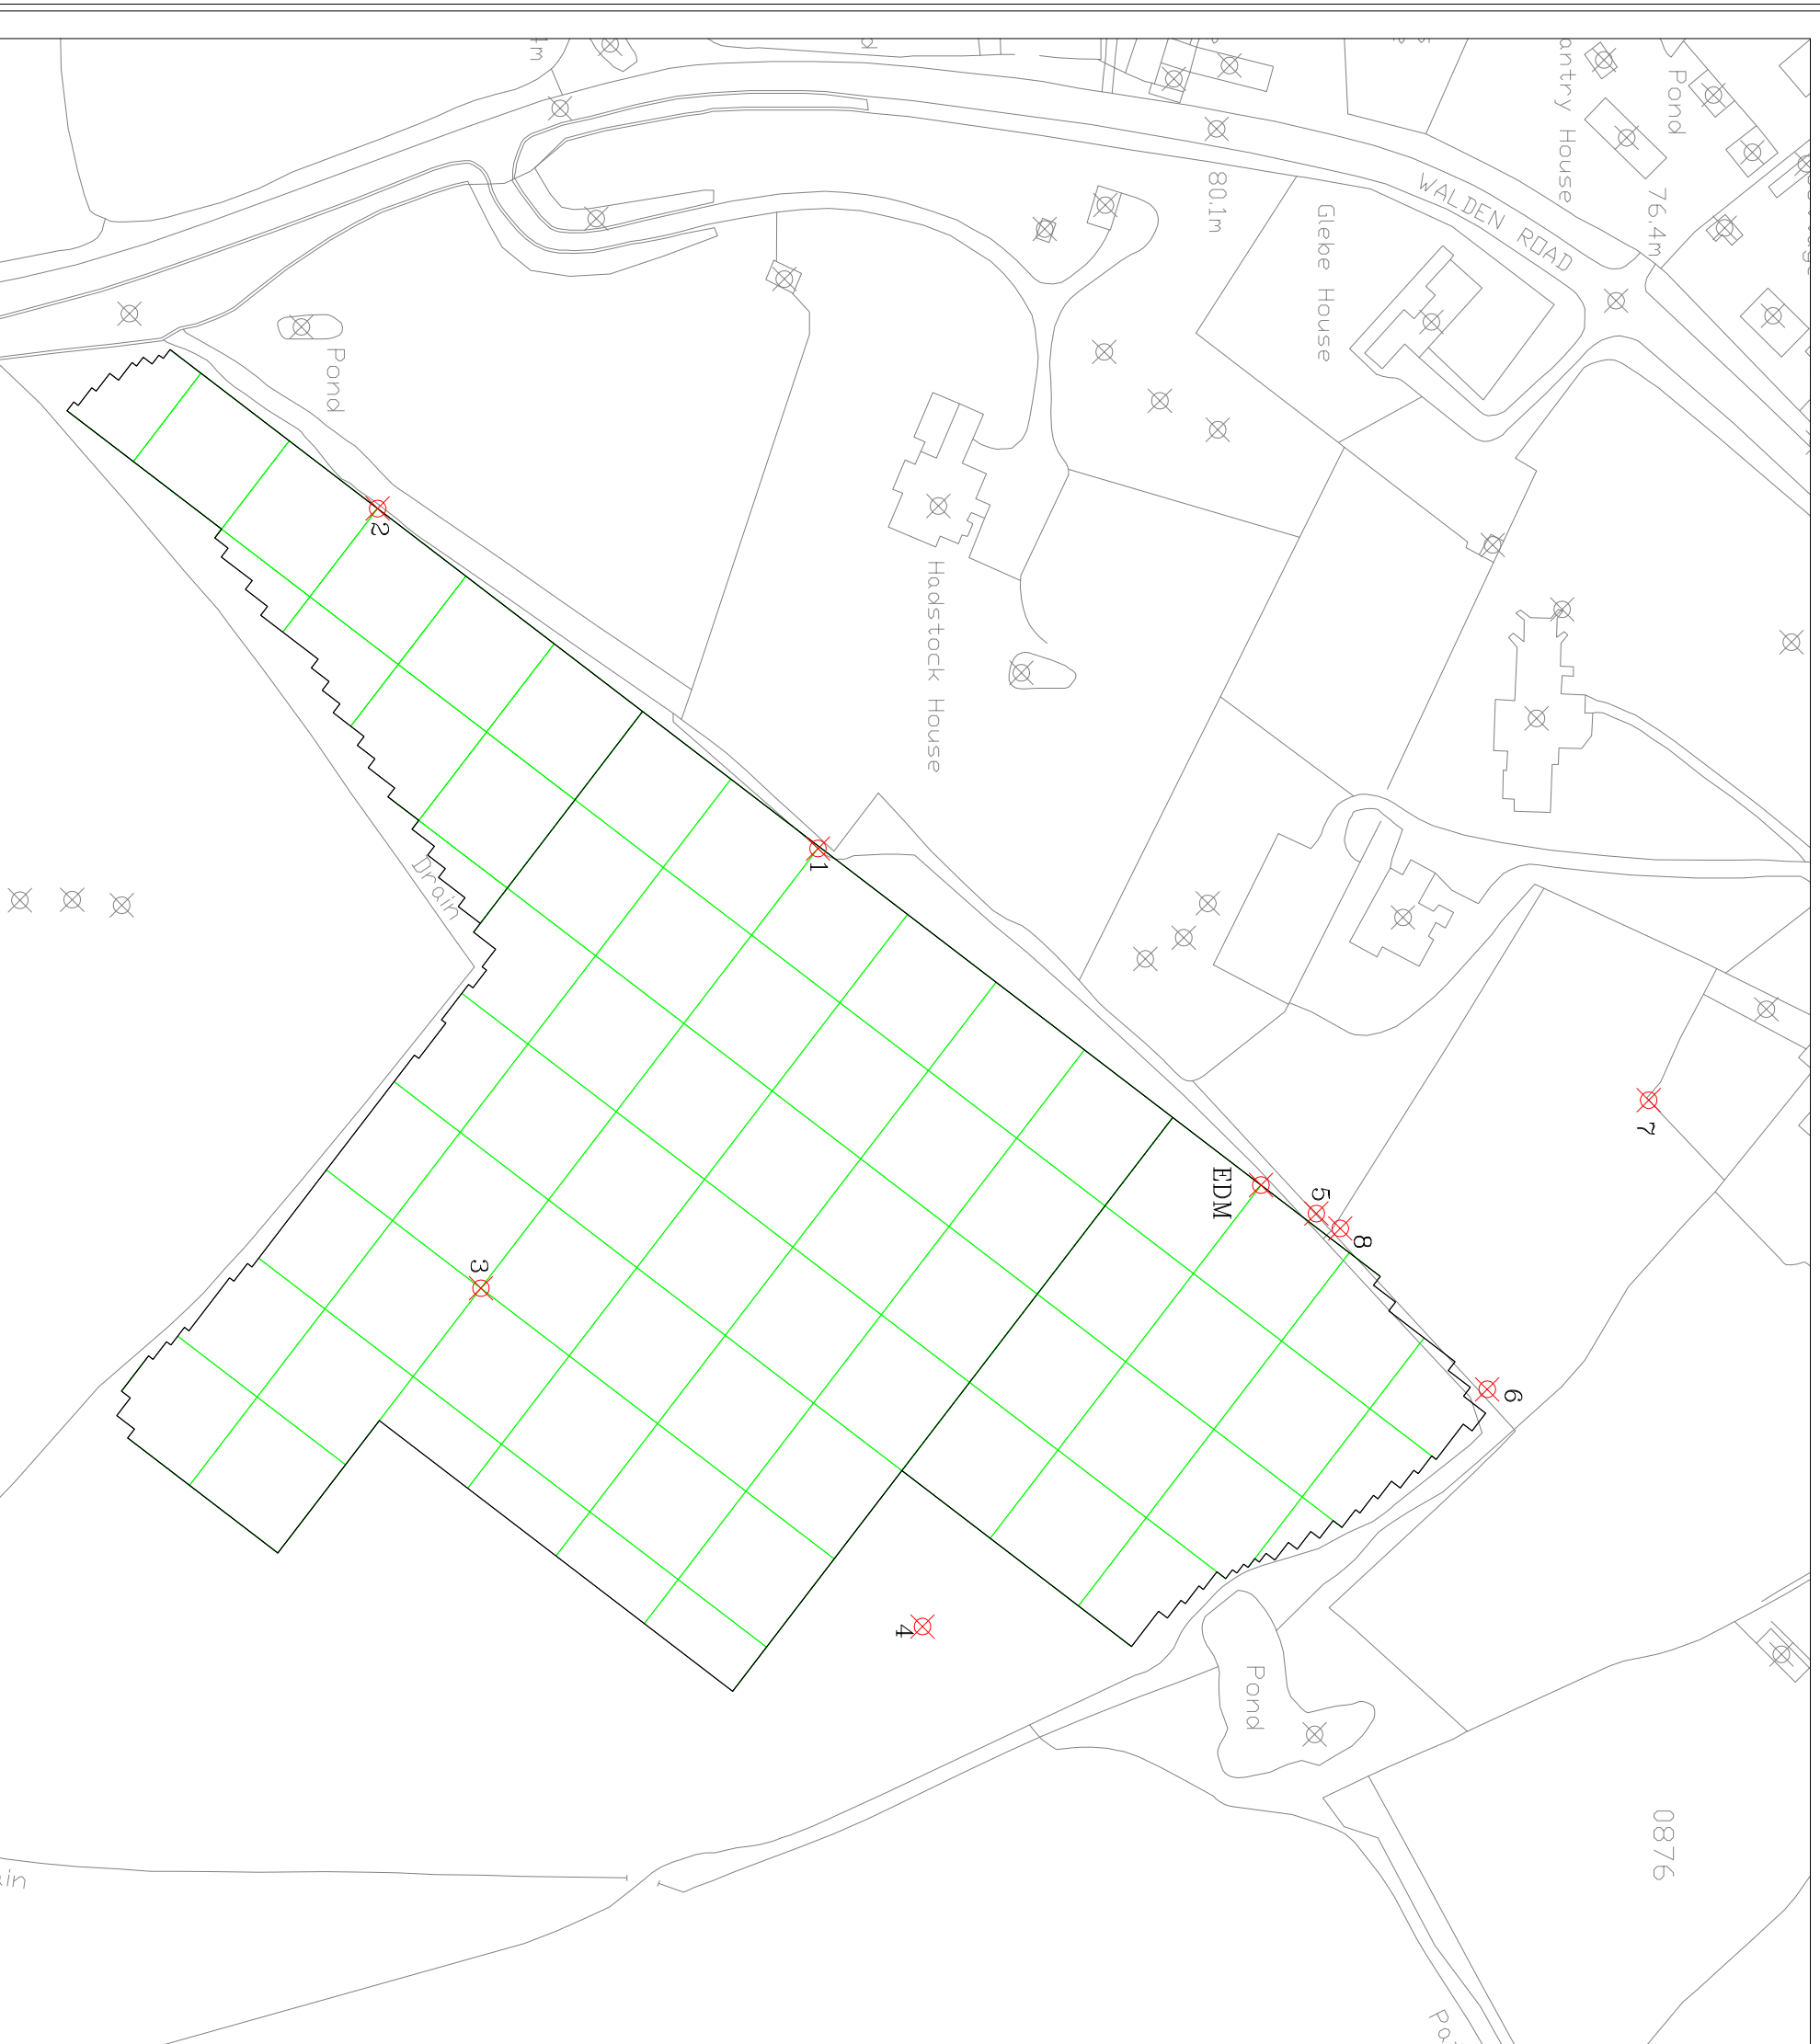 Pond
76.4m
WALDEN ROAD
Glebe House
80.1m
Pond
Hadstock House
Drain
2
1
EDM
5
8
7
6
3
4
Pond
0876